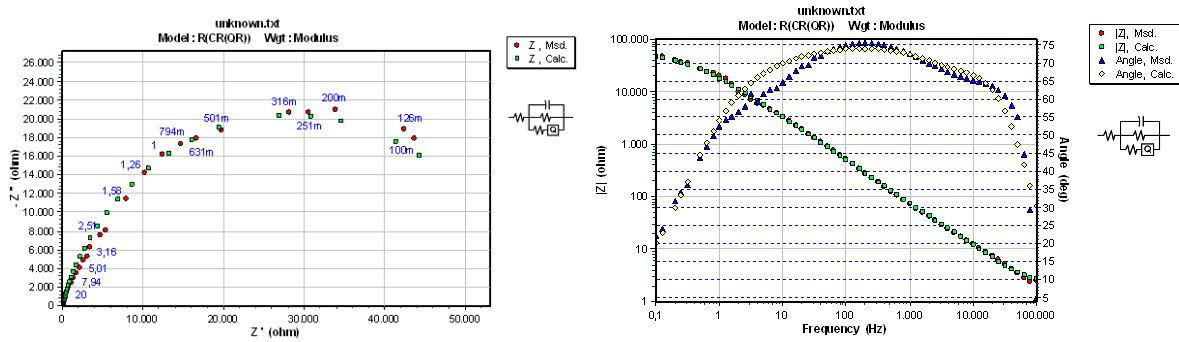 unknown.txt
Model : R(CR(QR)) Wgt : Modulus
Z , Msd.
Z , Calc.
- Z'' (ohm)
26.000
24.000
22.000
20.000
18.000
16.000
14.000
12.000
10.000
8.000
6.000
4.000
2.000
0
316m
200m
501m
251m
126m
794m
631m
100m
1
1,26
1,58
2,51
3,16
5,01
7,94
20
0
10.000
20.000
30.000
40.000
50.000
Z ' (ohm)
Q
unknown.txt
Model : R(CR(QR)) Wgt : Modulus
|Z|, Msd.
|Z|, Calc.
Angle, Msd.
Angle, Calc.
|Z| (ohm)
100.000
10.000
1.000
100
10
1
75
70
65
60
55
50
45
40
35
30
25
20
15
10
5
Angle (deg)
0,1
1
10
100
1.000
10.000
100.000
Frequency (Hz)
Q